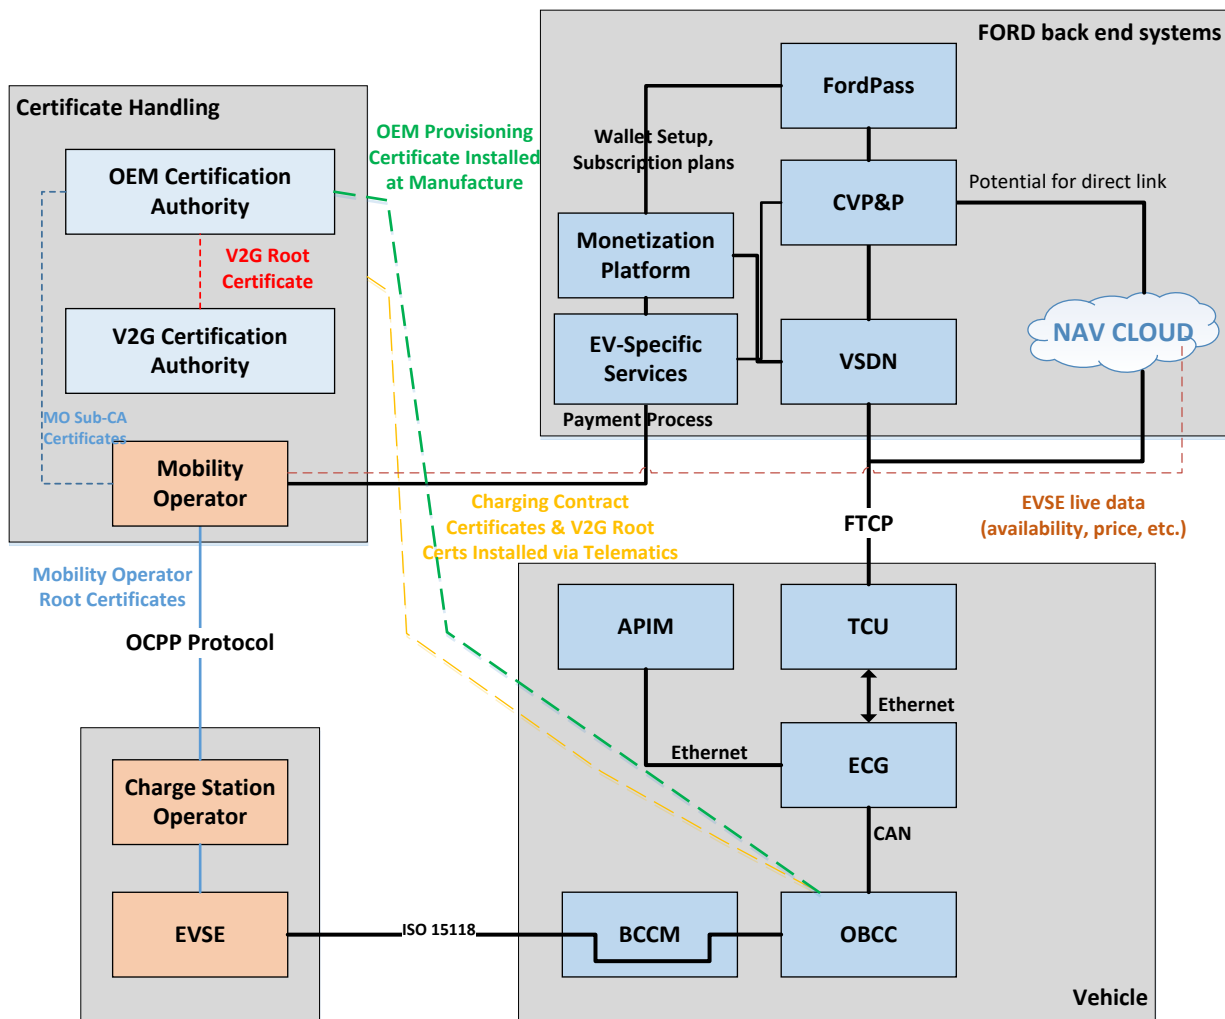 FORD back end systems
FordPass
Certificate Handling
OEM Provisioning
Certificate Installed
at Manufacture
Wallet Setup,
Subscription plans
OEM Certification
Authority
CVP&P
Potential for direct link
V2G Root
Certificate
Monetization
Platform
V2G Certification
Authority
EV-Specific
Services
VSDN
NAV CLOUD
MO Sub-CA
Certificates
Payment Process
Mobility
Operator
Charging Contract
Certificates & V2G Root
Certs Installed via Telematics
FTCP
EVSE live data
(availability, price, etc.)
Mobility Operator
Root Certificates
OCPP Protocol
APIM
TCU
Ethernet
Ethernet
ECG
Charge Station
Operator
CAN
EVSE
ISO 15118
BCCM
OBCC
Vehicle